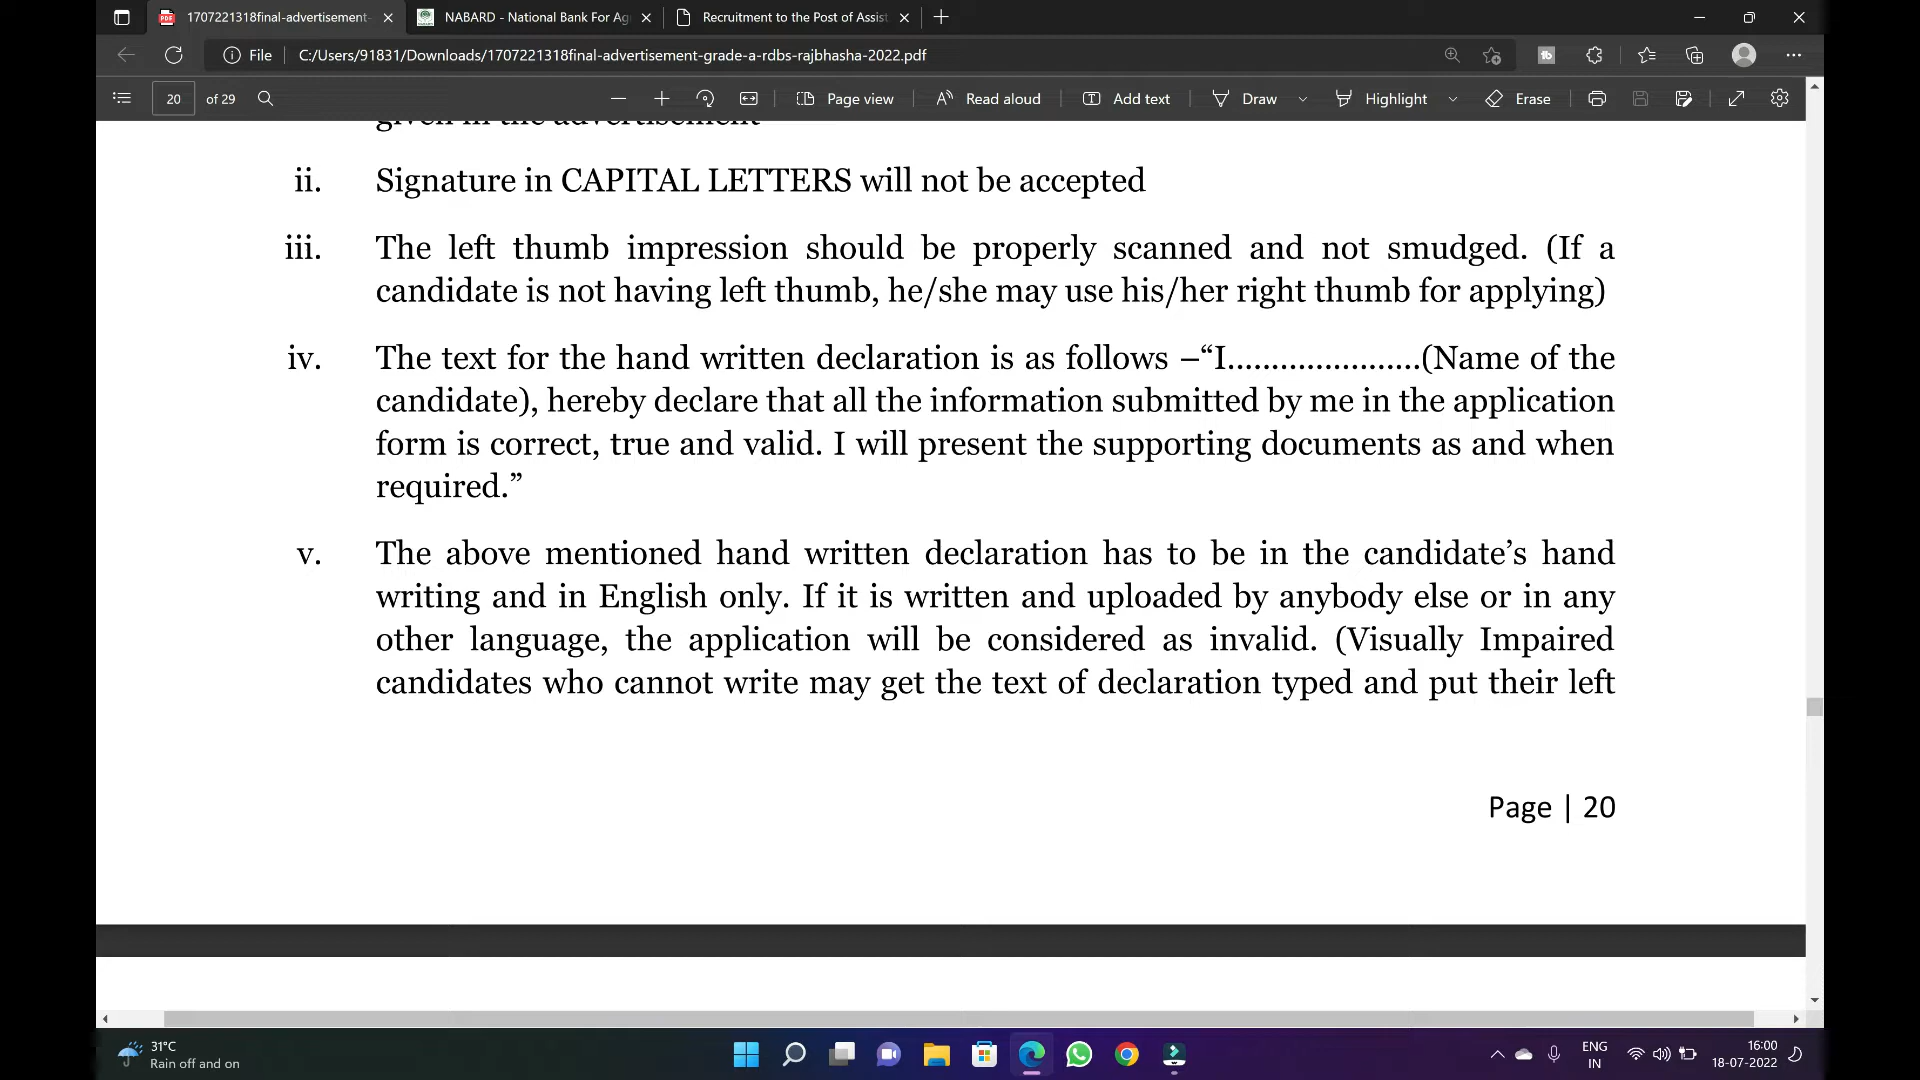 1707221318final-advertisement-
NABARD - National Bank For Ag
Recruitment to the Post of Assist
File
C:/Users/91831/Downloads/1707221318final-advertisement-grade-a-rdbs-rajbhasha-2022.pdf
20 of 29
Page view
Read aloud
Add text
Draw
Highlight
Erase
given in the advertisement
ii. Signature in CAPITAL LETTERS will not be accepted
iii. The left thumb impression should be properly scanned and not smudged. (If a
candidate is not having left thumb, he/she may use his/her right thumb for applying)
iv. The text for the hand written declaration is as follows –“I......................(Name of the
candidate), hereby declare that all the information submitted by me in the application
form is correct, true and valid. I will present the supporting documents as and when
required.”
v. The above mentioned hand written declaration has to be in the candidate’s hand
writing and in English only. If it is written and uploaded by anybody else or in any
other language, the application will be considered as invalid. (Visually Impaired
candidates who cannot write may get the text of declaration typed and put their left
Page | 20
31°C
Rain off and on
ENG
IN
16:00
18-07-2022